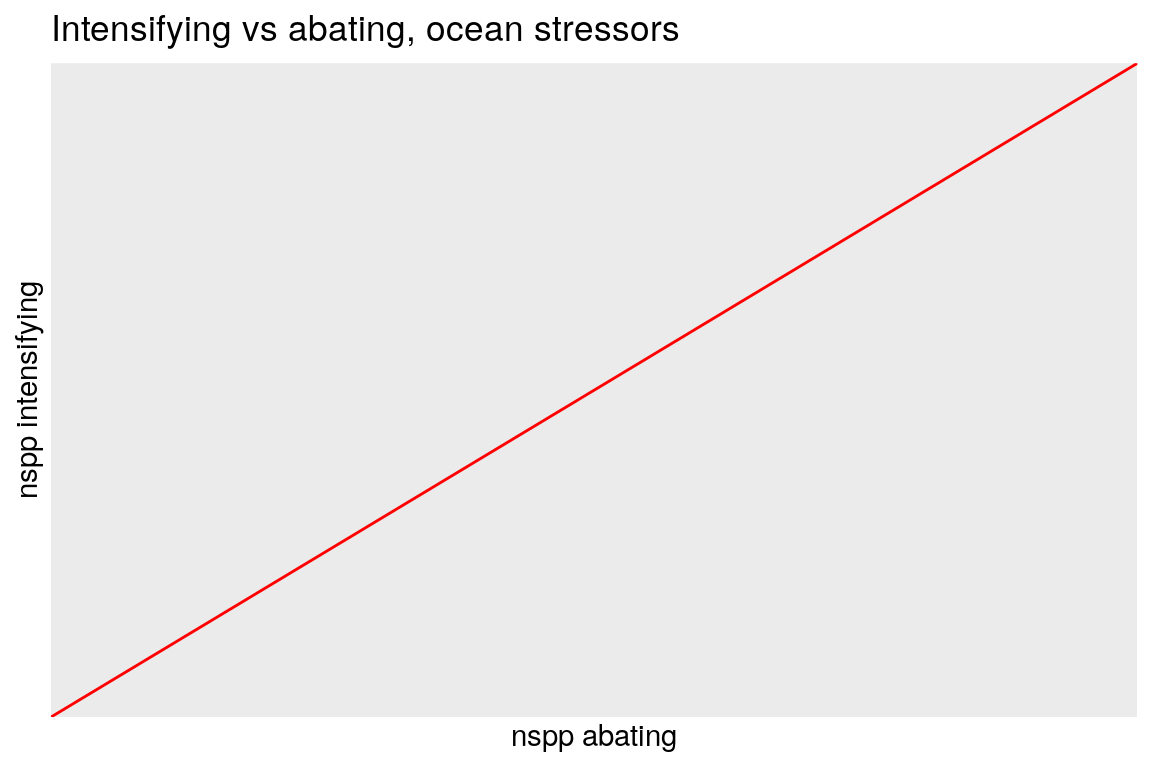 Intensifying vs abating, ocean stressors
nspp intensifying
nspp abating